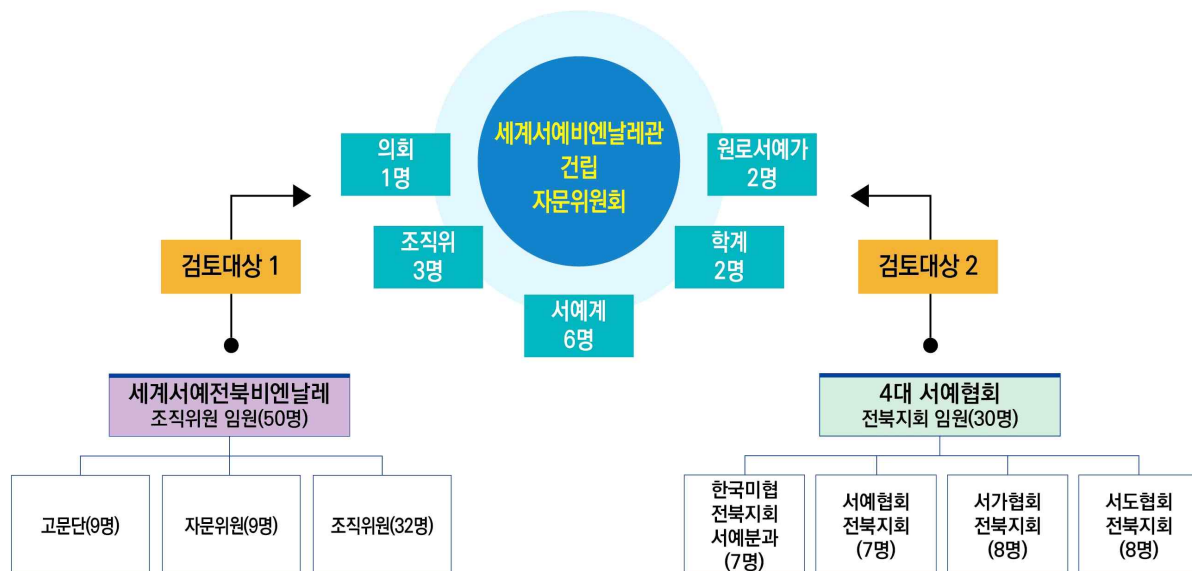 세계서예비엔날레관
건립
자문위원회
의회
1명
원로서예가
2명
조직위
3명
학계
2명
서예계
6명
검토대상 1
검토대상 2
세계서예전북비엔날레
조직위원 임원(50명)
고문단(9명)
자문위원(9명)
조직위원(32명)
4대 서예협회
전북지회 임원(30명)
한국미협
전북지회
서예분과
(7명)
서예협회
전북지회
(7명)
서가협회
전북지회
(8명)
서도협회
전북지회
(8명)